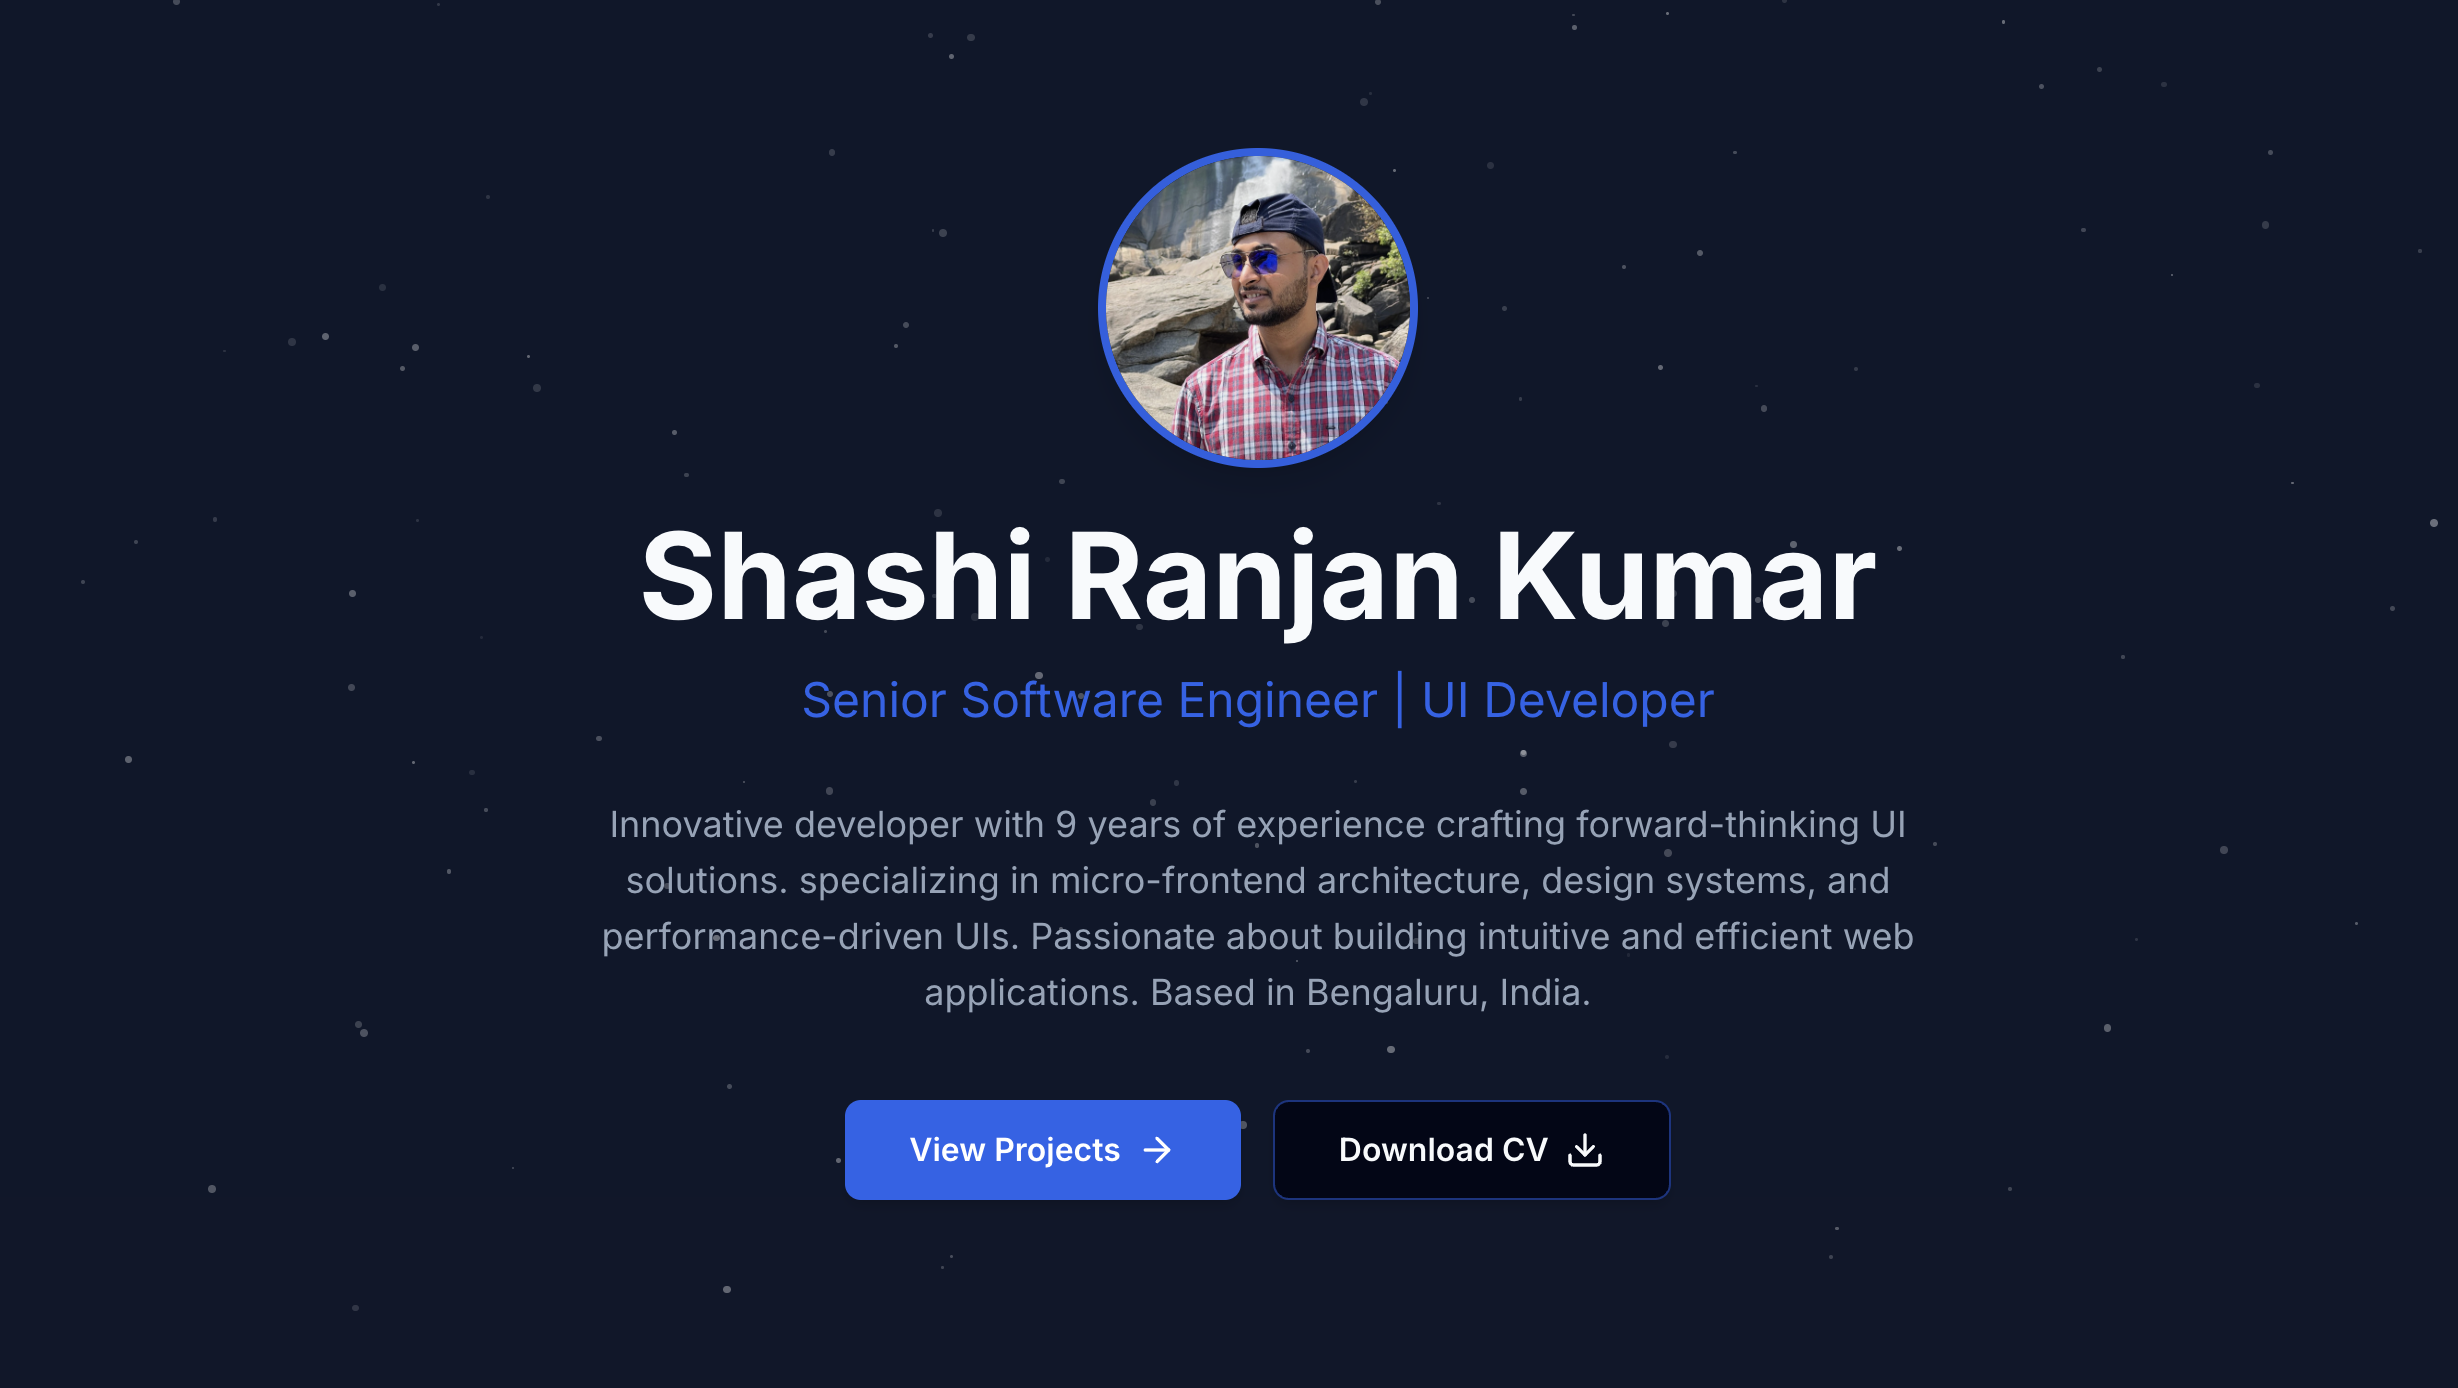 Shashi Ranjan Kumar
Senior Software Engineer | UI Developer
Innovative developer with 9 years of experience crafting forward-thinking UI
solutions. specializing in micro-frontend architecture, design systems, and
performance-driven UIs. Passionate about building intuitive and efficient web
applications. Based in Bengaluru, India.
View Projects
Download CV